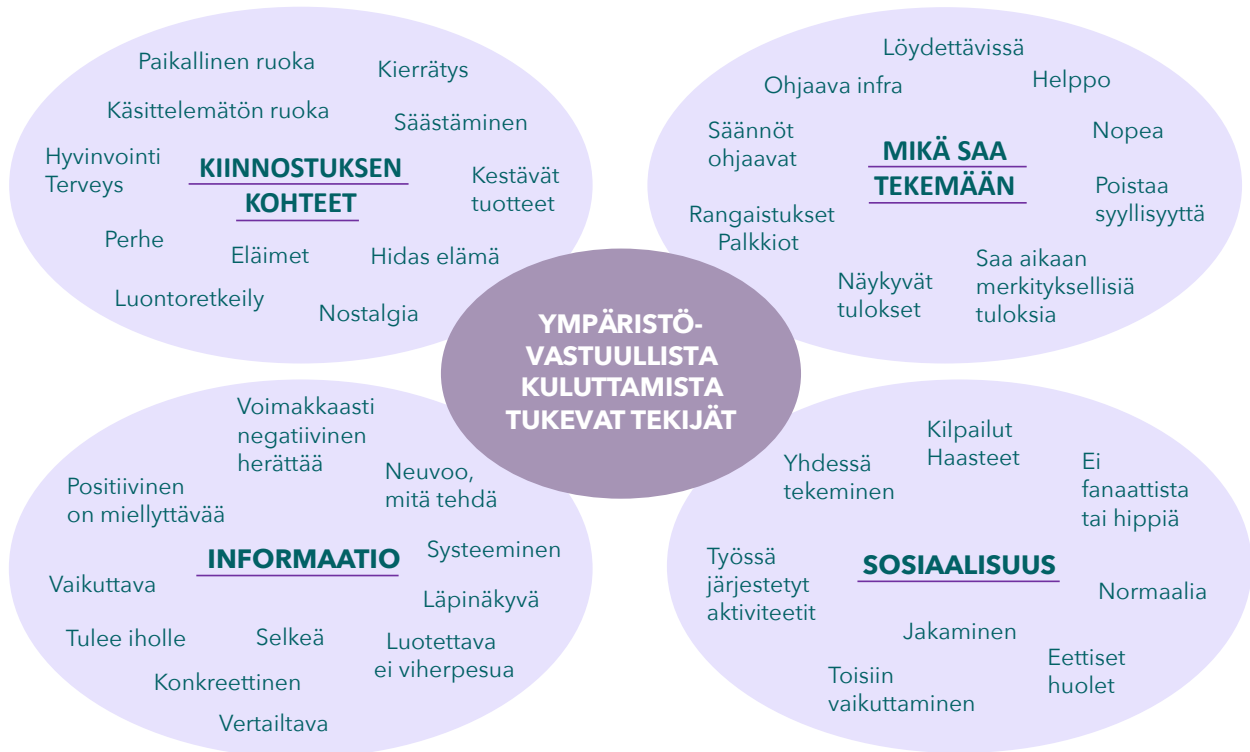 Paikallinen ruoka
Kierrätys
Käsittelemätön ruoka
Säästäminen
Hyvinvointi
Terveys
KIINNOSTUKSEN
KOHTEET
Kestävät
tuotteet
Perhe
Eläimet
Hidas elämä
Luontoretkeily
Nostalgia
Löydettävissä
Ohjaava infra
Helppo
Säännöt
ohjaavat
MIKÄ SAA
TEKEMÄÄN
Nopea
Poistaa
syyllisyyttä
Rangaistukset
Palkkiot
Näykyvät
tulokset
Saa aikaan
merkityksellisiä
tuloksia
YMPÄRISTÖ-
VASTUULLISTA
KULUTTAMISTA
TUKEVAT TEKIJÄT
Voimakkaasti
negatiivinen
herättää
Positiivinen
on miellyttävää
Neuvoo,
mitä tehdä
INFORMAATIO
Systeeminen
Vaikuttava
Läpinäkyvä
Tulee iholle
Selkeä
Luotettava
ei viherpesua
Konkreettinen
Vertailtava
Kilpailut
Haasteet
Yhdessä
tekeminen
Ei
fanaattista
tai hippiä
Työssä
järjestetyt
aktiviteetit
SOSIAALISUUS
Normaalia
Jakaminen
Toisiin
vaikuttaminen
Eettiset
huolet